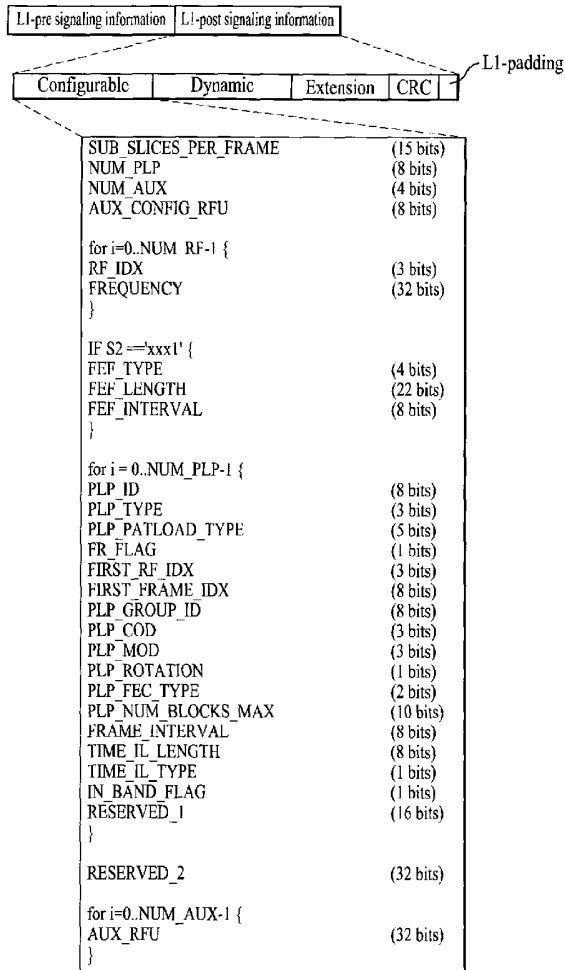 L1-pre signaling information L1-post signaling information
L1-padding
Configurable Dynamic Extension CRC
SUB_SLICES_PER_FRAME (15 bits)
NUM_PLP (8 bits)
NUM_AUX (4 bits)
AUX_CONFIG_RFU (8 bits)
for i=0..NUM_RF-1 {
RF_IDX (3 bits)
FREQUENCY (32 bits)
}
IF S2 =='xxx1' {
FEF_TYPE (4 bits)
FEF_LENGTH (22 bits)
FEF_INTERVAL (8 bits)
}
for i = 0..NUM_PLP-1 {
PLP_ID (8 bits)
PLP_TYPE (3 bits)
PLP_PATLOAD_TYPE (5 bits)
FR_FLAG (1 bits)
FIRST_RF_IDX (3 bits)
FIRST_FRAME_IDX (8 bits)
PLP_GROUP_ID (8 bits)
PLP_COD (3 bits)
PLP_MOD (3 bits)
PLP_ROTATION (1 bits)
PLP_FEC_TYPE (2 bits)
PLP_NUM_BLOCKS_MAX (10 bits)
FRAME_INTERVAL (8 bits)
TIME_IL_LENGTH (8 bits)
TIME_IL_TYPE (1 bits)
IN_BAND_FLAG (1 bits)
RESERVED_1 (16 bits)
}
RESERVED_2 (32 bits)
for i=0..NUM_AUX-1 {
AUX_RFU (32 bits)
}